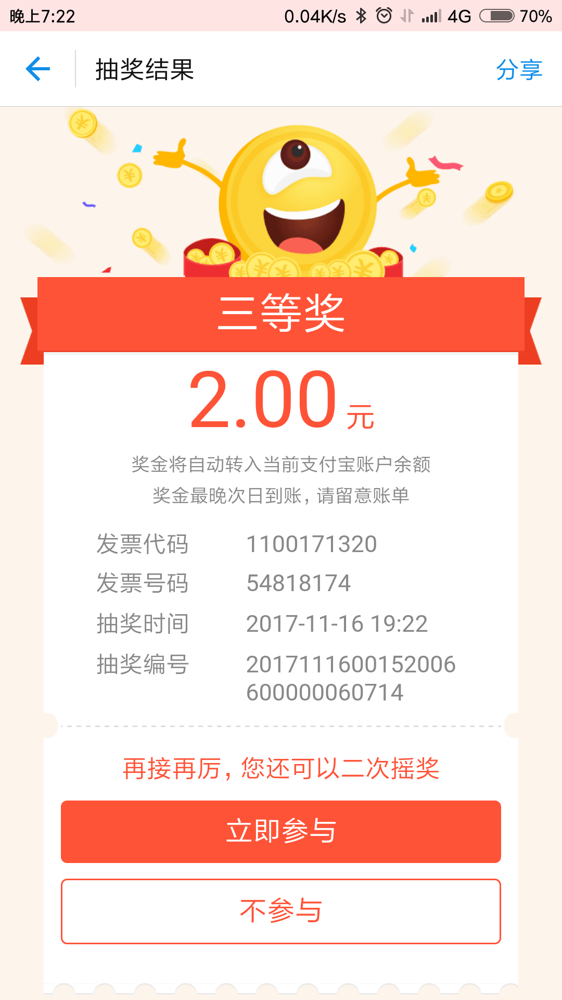 晚上7:22 0.04K/s 4G 70%
抽奖结果 分享
三等奖
2.00 元
奖金将自动转入当前支付宝账户余额
奖金最晚次日到账，请留意账单
发票代码 1100171320
发票号码 54818174
抽奖时间 2017-11-16 19:22
抽奖编号 2017111600152006
600000060714
再接再厉，您还可以二次摇奖
立即参与
不参与